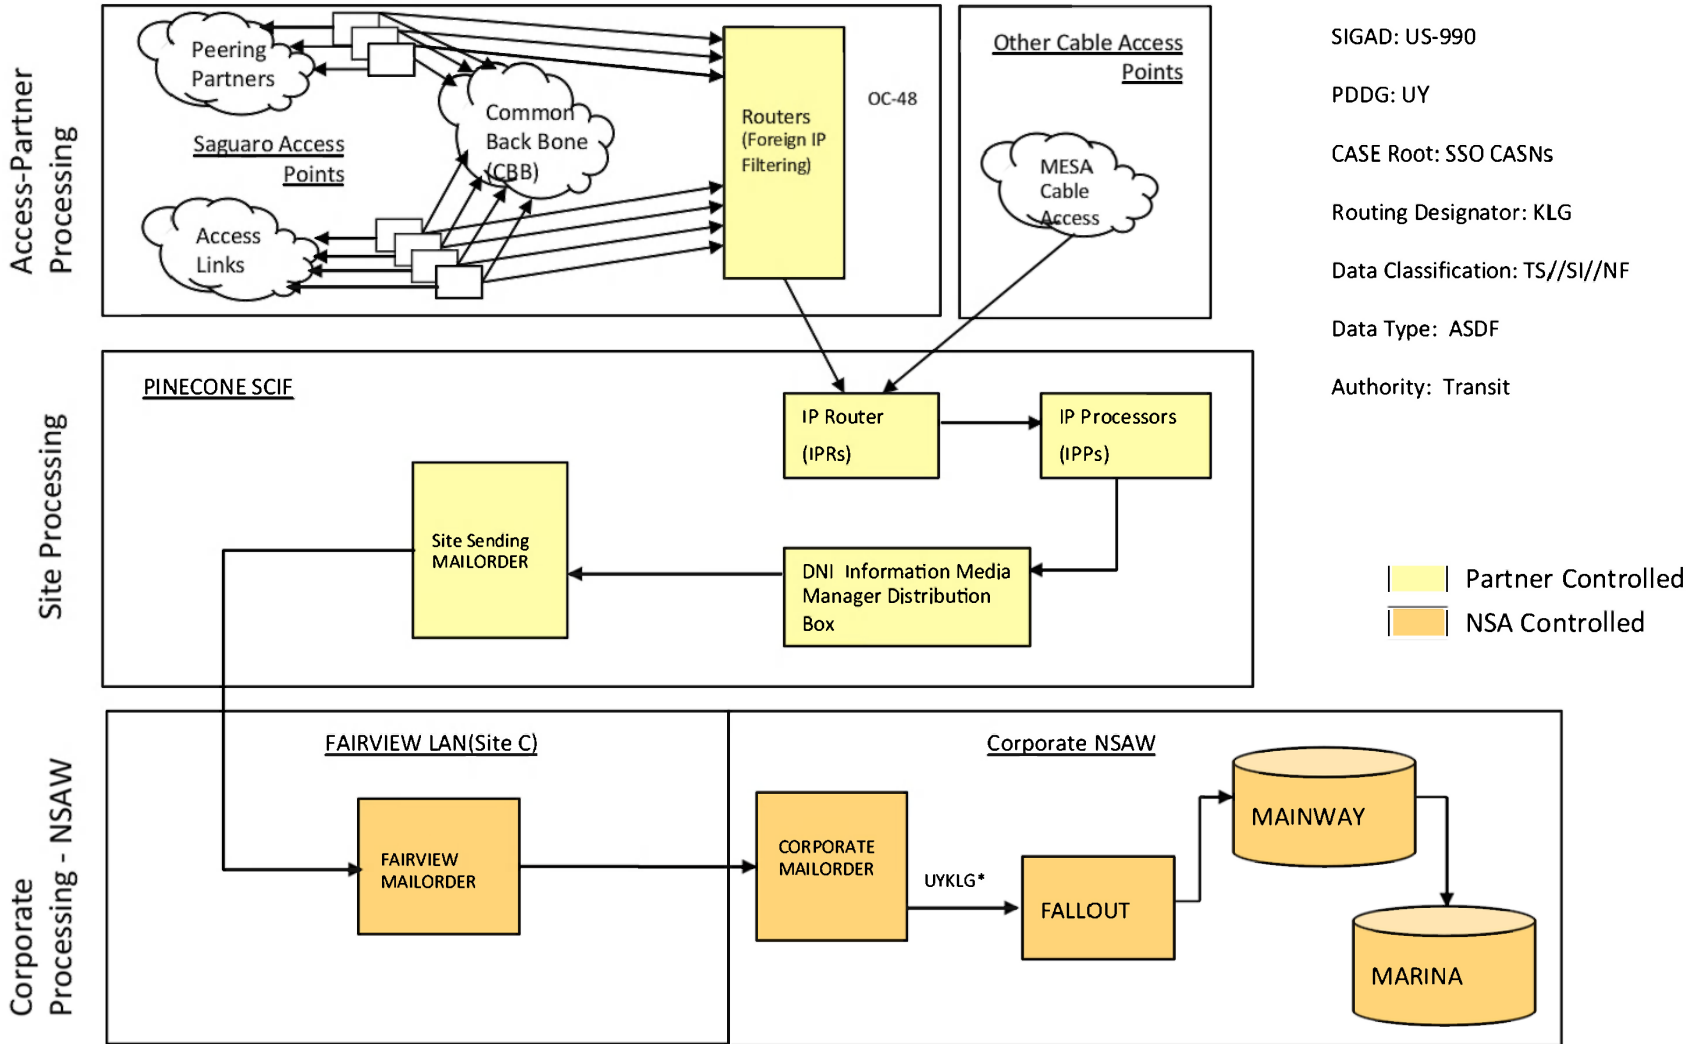 Access-Partner
Processing
Peering
Partners
Saguaro Access
Points
Common
Back Bone
(CBB)
Access
Links
Routers
(Foreign IP
Filtering)
OC-48
Other Cable Access
Points
MESA
Cable
Access
SIGAD: US-990
PDDG: UY
CASE Root: SSO CASNs
Routing Designator: KLG
Data Classification: TS//SI//NF
Data Type:  ASDF
Authority:  Transit
Site Processing
PINECONE SCIF
IP Router
(IPRs)
IP Processors
(IPPs)
Site Sending
MAILORDER
DNI  Information Media
Manager Distribution
Box
Partner Controlled
NSA Controlled
Corporate
Processing - NSAW
FAIRVIEW LAN(Site C)
FAIRVIEW
MAILORDER
Corporate NSAW
CORPORATE
MAILORDER
UYKLG*
FALLOUT
MAINWAY
MARINA